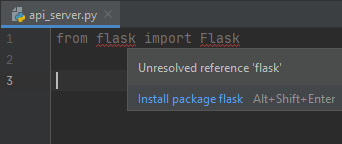 api_server.py
1 from flask import Flask
2
Unresolved reference 'flask'
3
Install package flask Alt+Shift+Enter